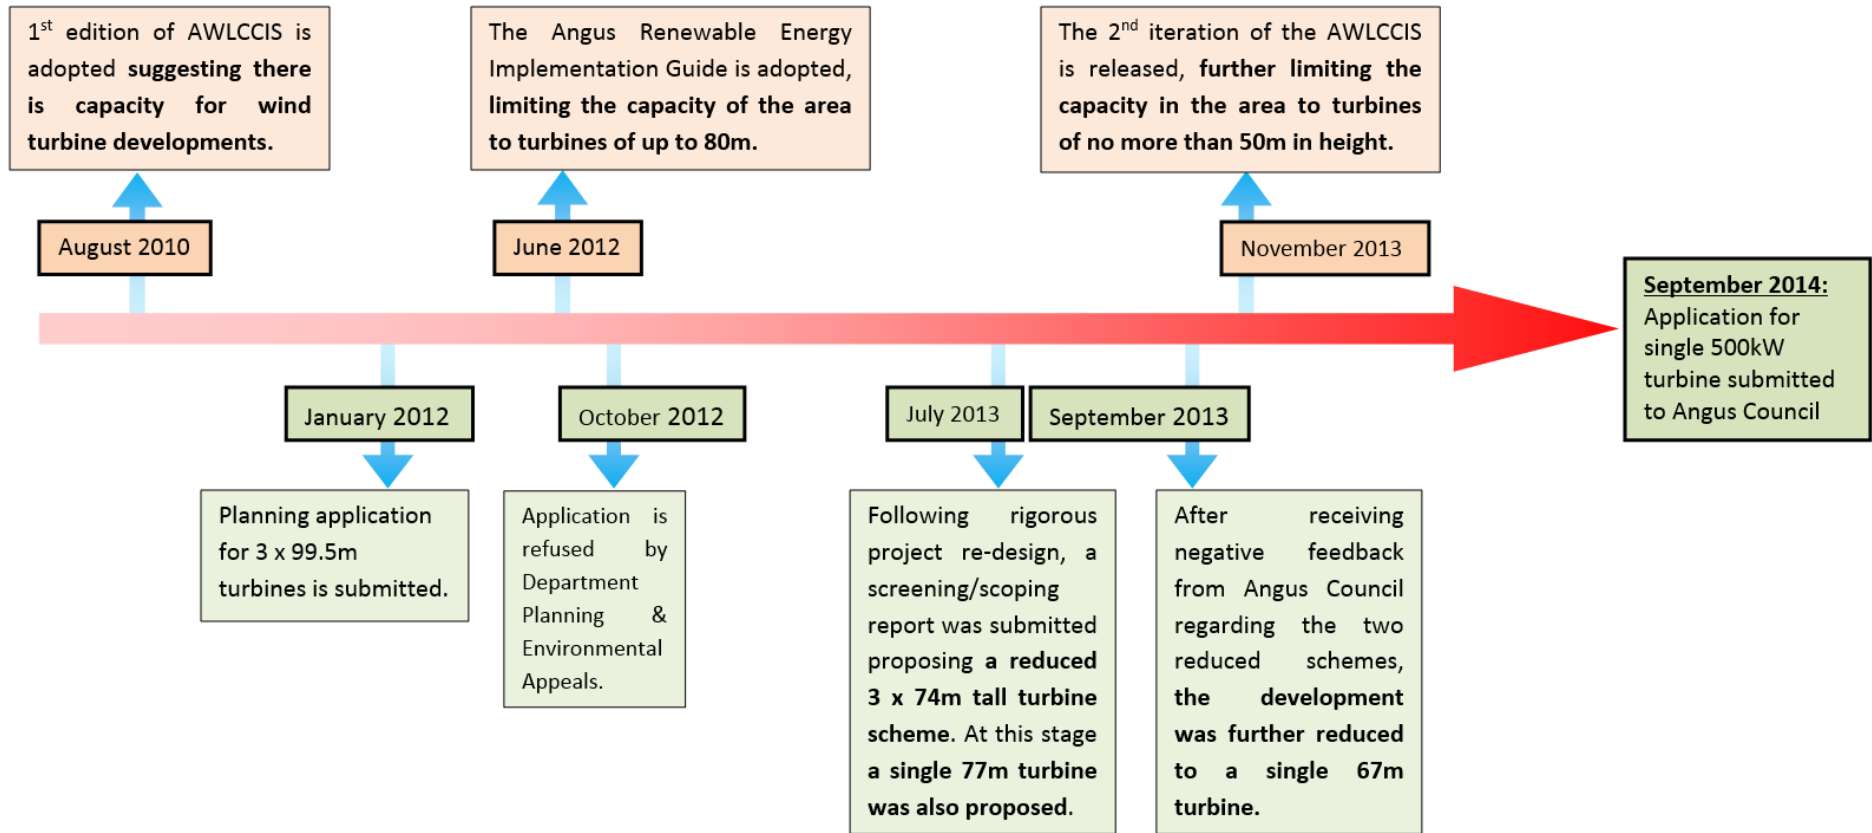 1st edition of AWLCCIS is
adopted suggesting there
is capacity for wind
turbine developments.
The Angus Renewable Energy
Implementation Guide is adopted,
limiting the capacity of the area
to turbines of up to 80m.
The 2nd iteration of the AWLCCIS
is released, further limiting the
capacity in the area to turbines
of no more than 50m in height.
August 2010
June 2012
November 2013
September 2014:
Application for
single 500kW
turbine submitted
to Angus Council
January 2012
October 2012
July 2013
September 2013
Planning application
for 3 x 99.5m
turbines is submitted.
Application is
refused by
Department
Planning &
Environmental
Appeals.
Following rigorous
project re-design, a
screening/scoping
report was submitted
proposing a reduced
3 x 74m tall turbine
scheme. At this stage
a single 77m turbine
was also proposed.
After receiving
negative feedback
from Angus Council
regarding the two
reduced schemes,
the development
was further reduced
to a single 67m
turbine.